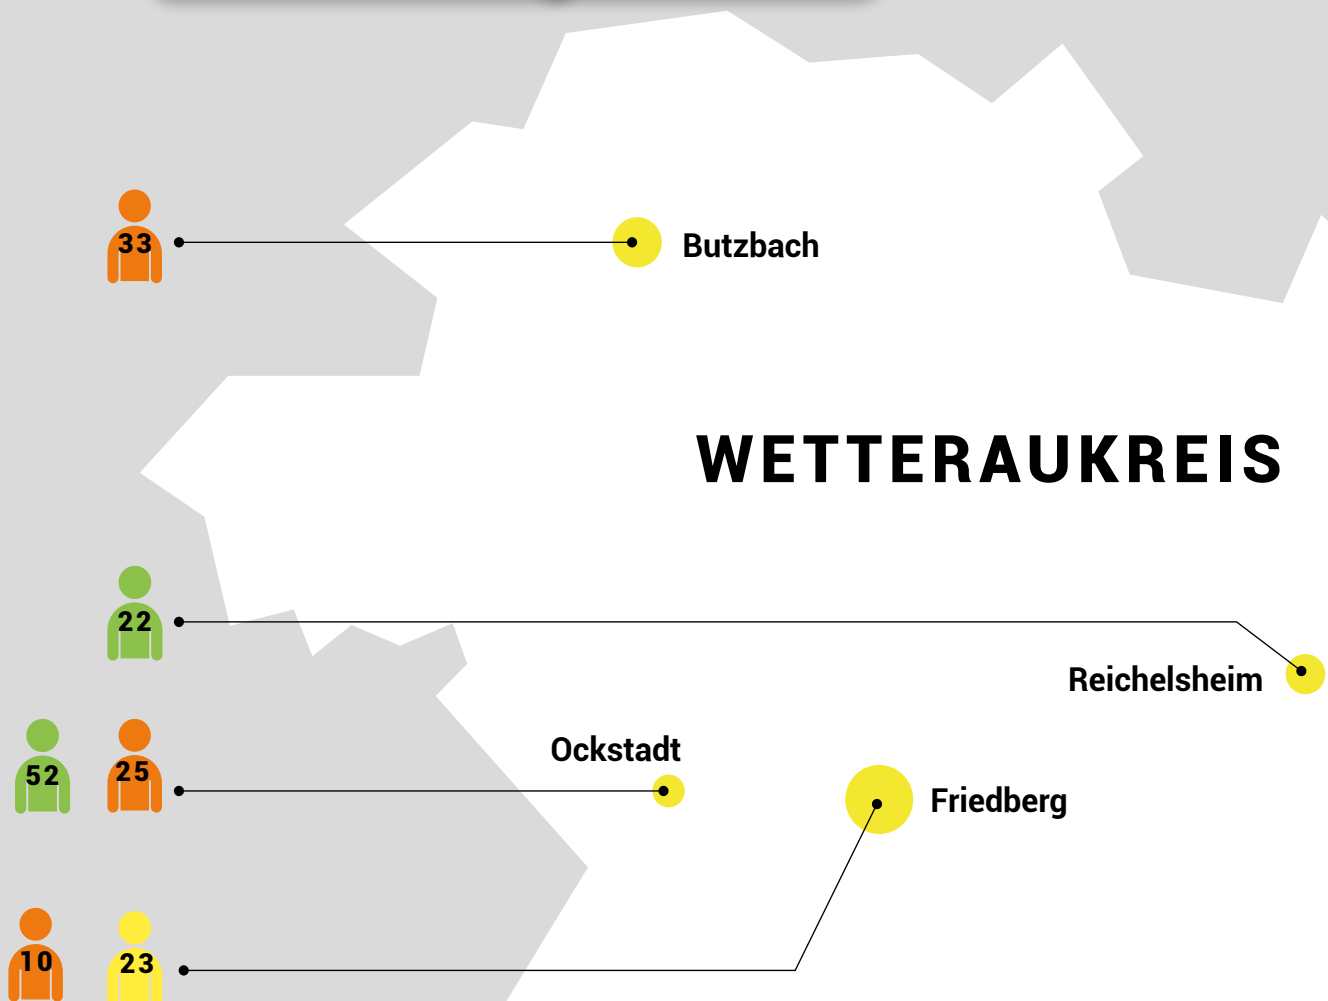 33
Butzbach
WETTERAUKREIS
22
Reichelsheim
Ockstadt
52
25
Friedberg
10
23